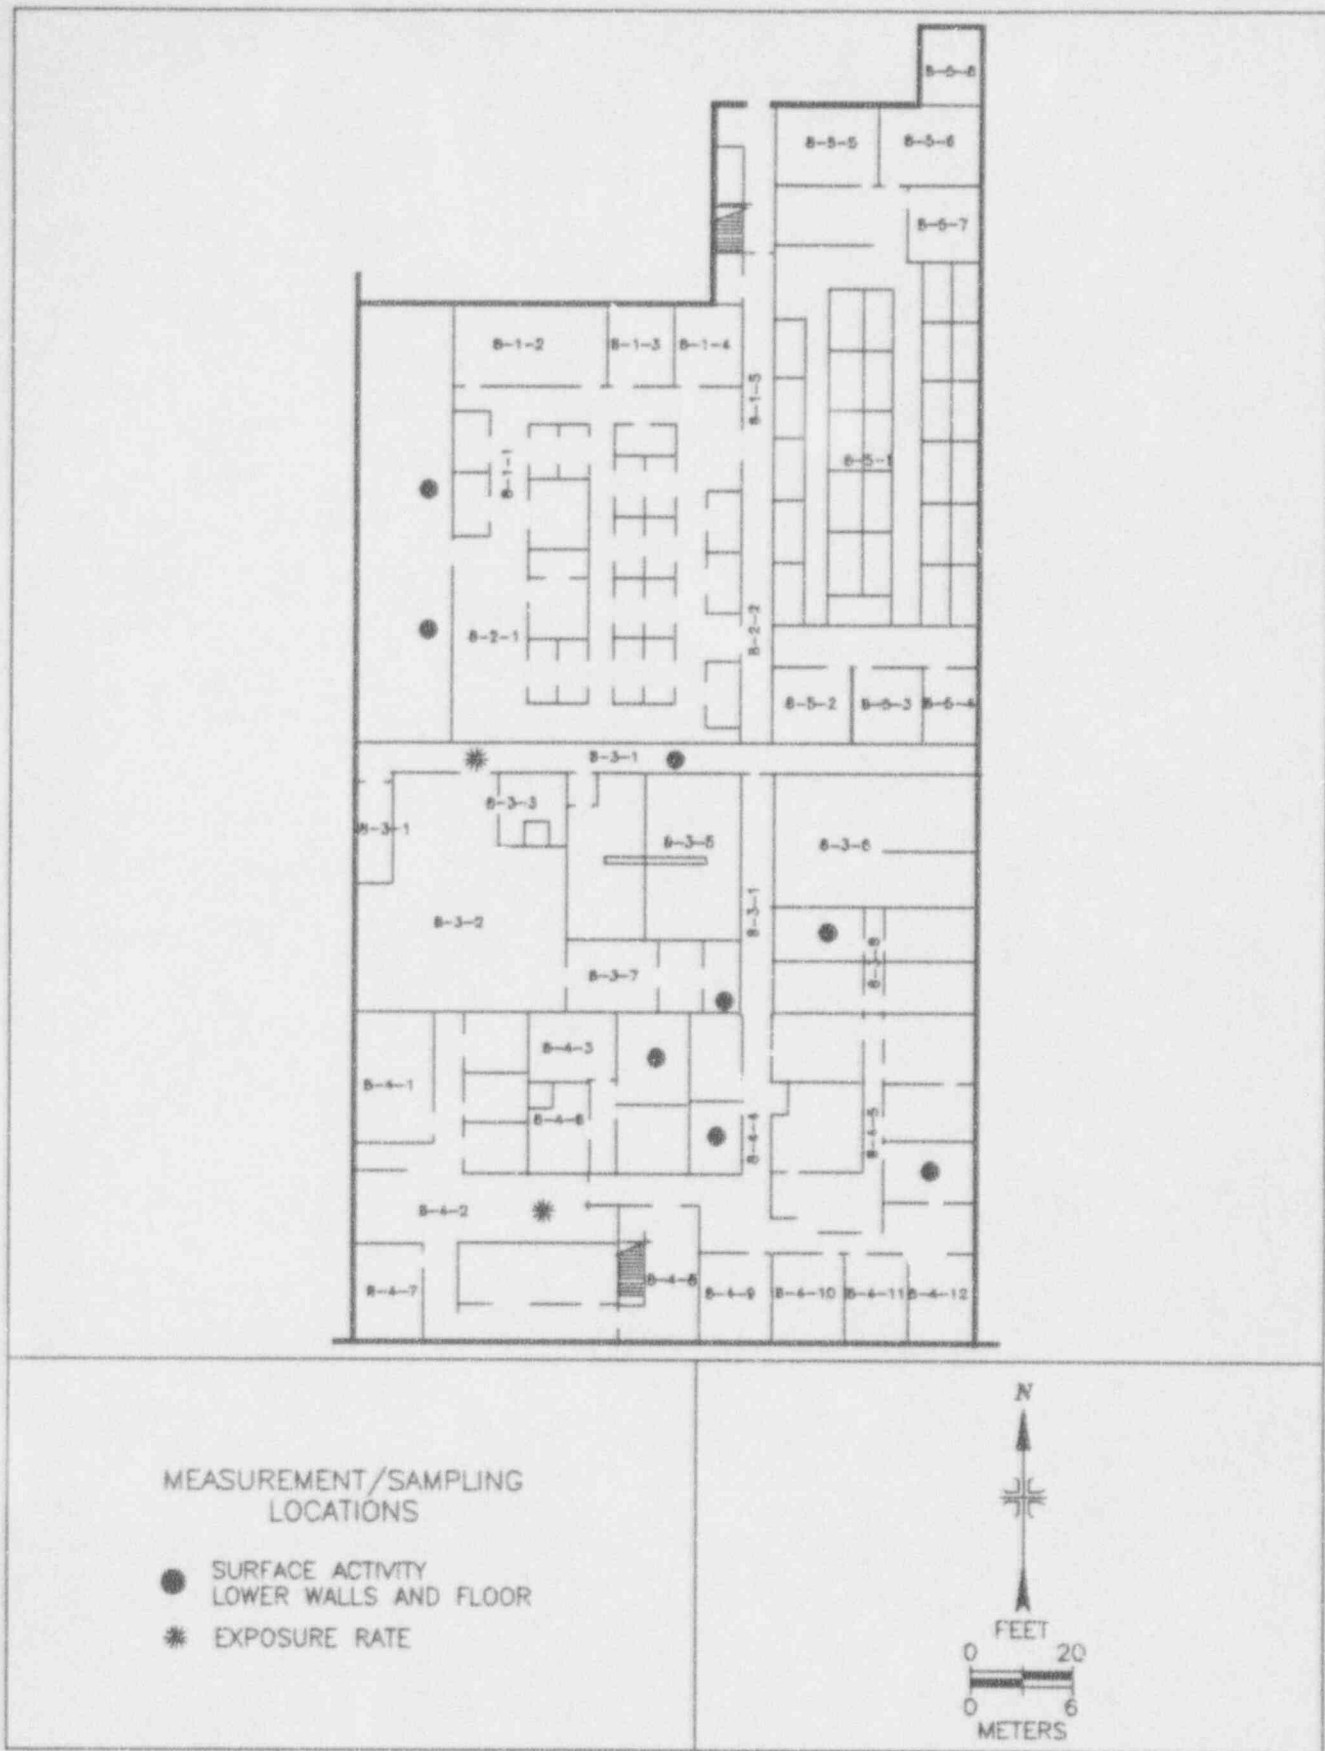 B-5-8
B-5-5
B-5-6
B-5-7
B-1-2
B-1-3
B-1-4
B-1-5
B-5-1
B-1-1
B-2-2
B-2-1
B-5-2
B-5-3
B-5-4
B-3-1
B-3-3
B-3-1
B-3-5
B-3-6
B-3-2
B-3-1
B-3-7
B-3-8
B-4-3
B-4-1
B-4-6
B-4-4
B-4-5
B-4-2
B-4-7
B-4-8
B-4-9
B-4-10
B-4-11
B-4-12
MEASUREMENT/SAMPLING
LOCATIONS
SURFACE ACTIVITY
LOWER WALLS AND FLOOR
EXPOSURE RATE
N
FEET
0 20
0 6
METERS